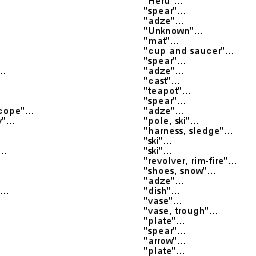 "spear"...
"adze"...
"Unknown"...
"mat"...
"cup and saucer"...
"spear"...
... "adze"...
"cast"...
"teapot"...
"spear"...
cope"... "adze"...
"... "pole, ski"...
"harness, sledge"...
"ski"...
... "ski"...
"revolver, rim-fire"...
"shoes, snow"...
"adze"...
... "dish"...
"vase"...
"vase, trough"...
"plate"...
"spear"...
"arrow"...
"plate"...